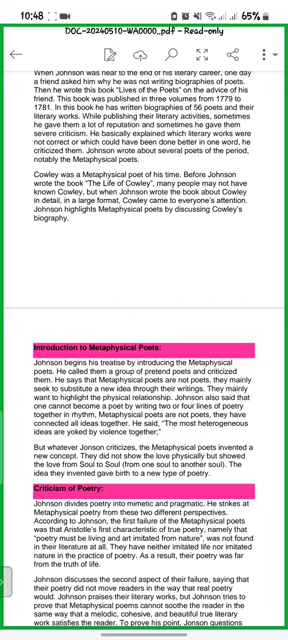 10:48
65%
DOC-20240510-WA0000..pdf - Read-only
When Johnson was near to the end of his literary career, one day
a friend asked him why he was not writing biographies of poets.
Then he wrote this book "Lives of the Poets" on the advice of his
friend. This book was published in three volumes from 1779 to
1781. In this book he has written biographies of 56 poets and their
literary works. While publishing their literary activities, sometimes
he gave them a lot of reputation and sometimes he gave them
severe criticism. He basically explained which literary works were
not correct or which could have been done better in one word, he
criticized them. Johnson wrote about several poets of the period,
notably the Metaphysical poets.
Cowley was a Metaphysical poet of his time. Before Johnson
wrote the book "The Life of Cowley", many people may not have
known Cowley, but when Johnson wrote the book about Cowley
in detail, in a large format, Cowley came to everyone's attention.
Johnson highlights Metaphysical poets by discussing Cowley's
biography.
Introduction to Metaphysical Poets:
Johnson begins his treatise by introducing the Metaphysical
poets. He called them a group of pretend poets and criticized
them. He says that Metaphysical poets are not poets, they mainly
seek to substitute a new idea through their writings. They mainly
want to highlight the physical relationship. Johnson also said that
one cannot become a poet by writing two or four lines of poetry
together in rhythm, Metaphysical poets are not poets, they have
connected all ideas together. He said, "The most heterogeneous
ideas are yoked by violence together;"
But whatever Jonson criticizes, the Metaphysical poets invented a
new concept. They did not show the love physically but showed
the love from Soul to Soul (from one soul to another soul). The
idea they invented gave birth to a new type of poetry.
Criticism of Poetry:
Johnson divides poetry into mimetic and pragmatic. He strikes at
Metaphysical poetry from these two different perspectives.
According to Johnson, the first failure of the Metaphysical poets
was that Aristotle's first characteristic of true poetry, namely that
"poetry must be living and art imitated from nature", was not found
in their literature at all. They have neither imitated life nor imitated
nature in the practice of poetry. As a result, their poetry was far
from the truth of life.
Johnson discusses the second aspect of their failure, saying that
their poetry did not move readers in the way that real poetry
would. Johnson praises their literary works, but Johnson tries to
prove that Metaphysical poems cannot soothe the reader in the
same way that a melodic, cohesive, and beautiful true literary
work satisfies the reader. To prove his point, Jonson questions